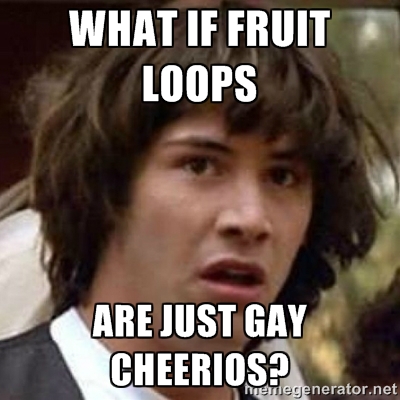 WHAT IF FRUIT
LOOPS
ARE JUST GAY
CHEERIOS?
memegenerator.net